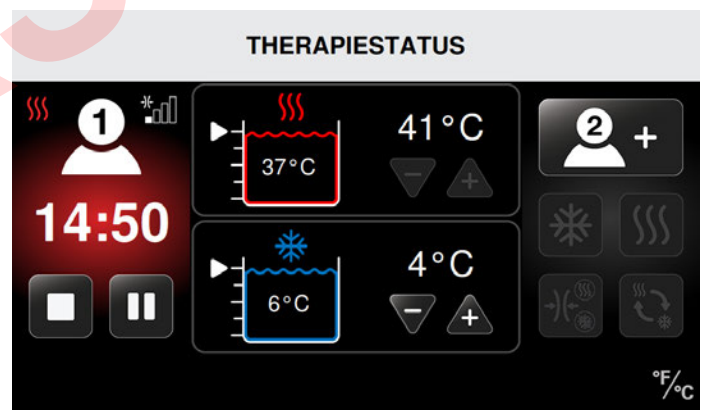 THERAPIESTATUS
1
14:50
41°C
37°C
4°C
6°C
2 +
°F/°C